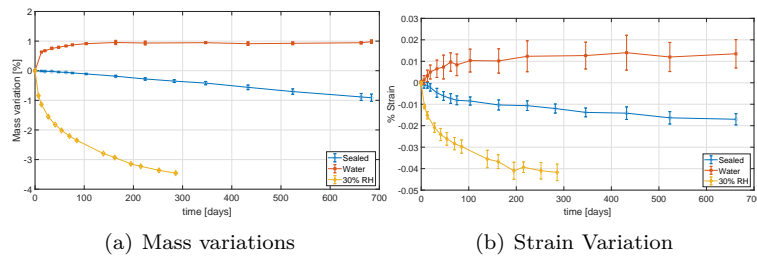 2
1
0
-1
-2
-3
-4
Mass variation [%]
0 100 200 300 400 500 600 700
time [days]
Sealed
Water
30% RH
(a) Mass variations
0.03
0.02
0.01
0
-0.01
-0.02
-0.03
-0.04
-0.05
% Strain
0 100 200 300 400 500 600 700
time [days]
Sealed
Water
30% RH
(b) Strain Variation